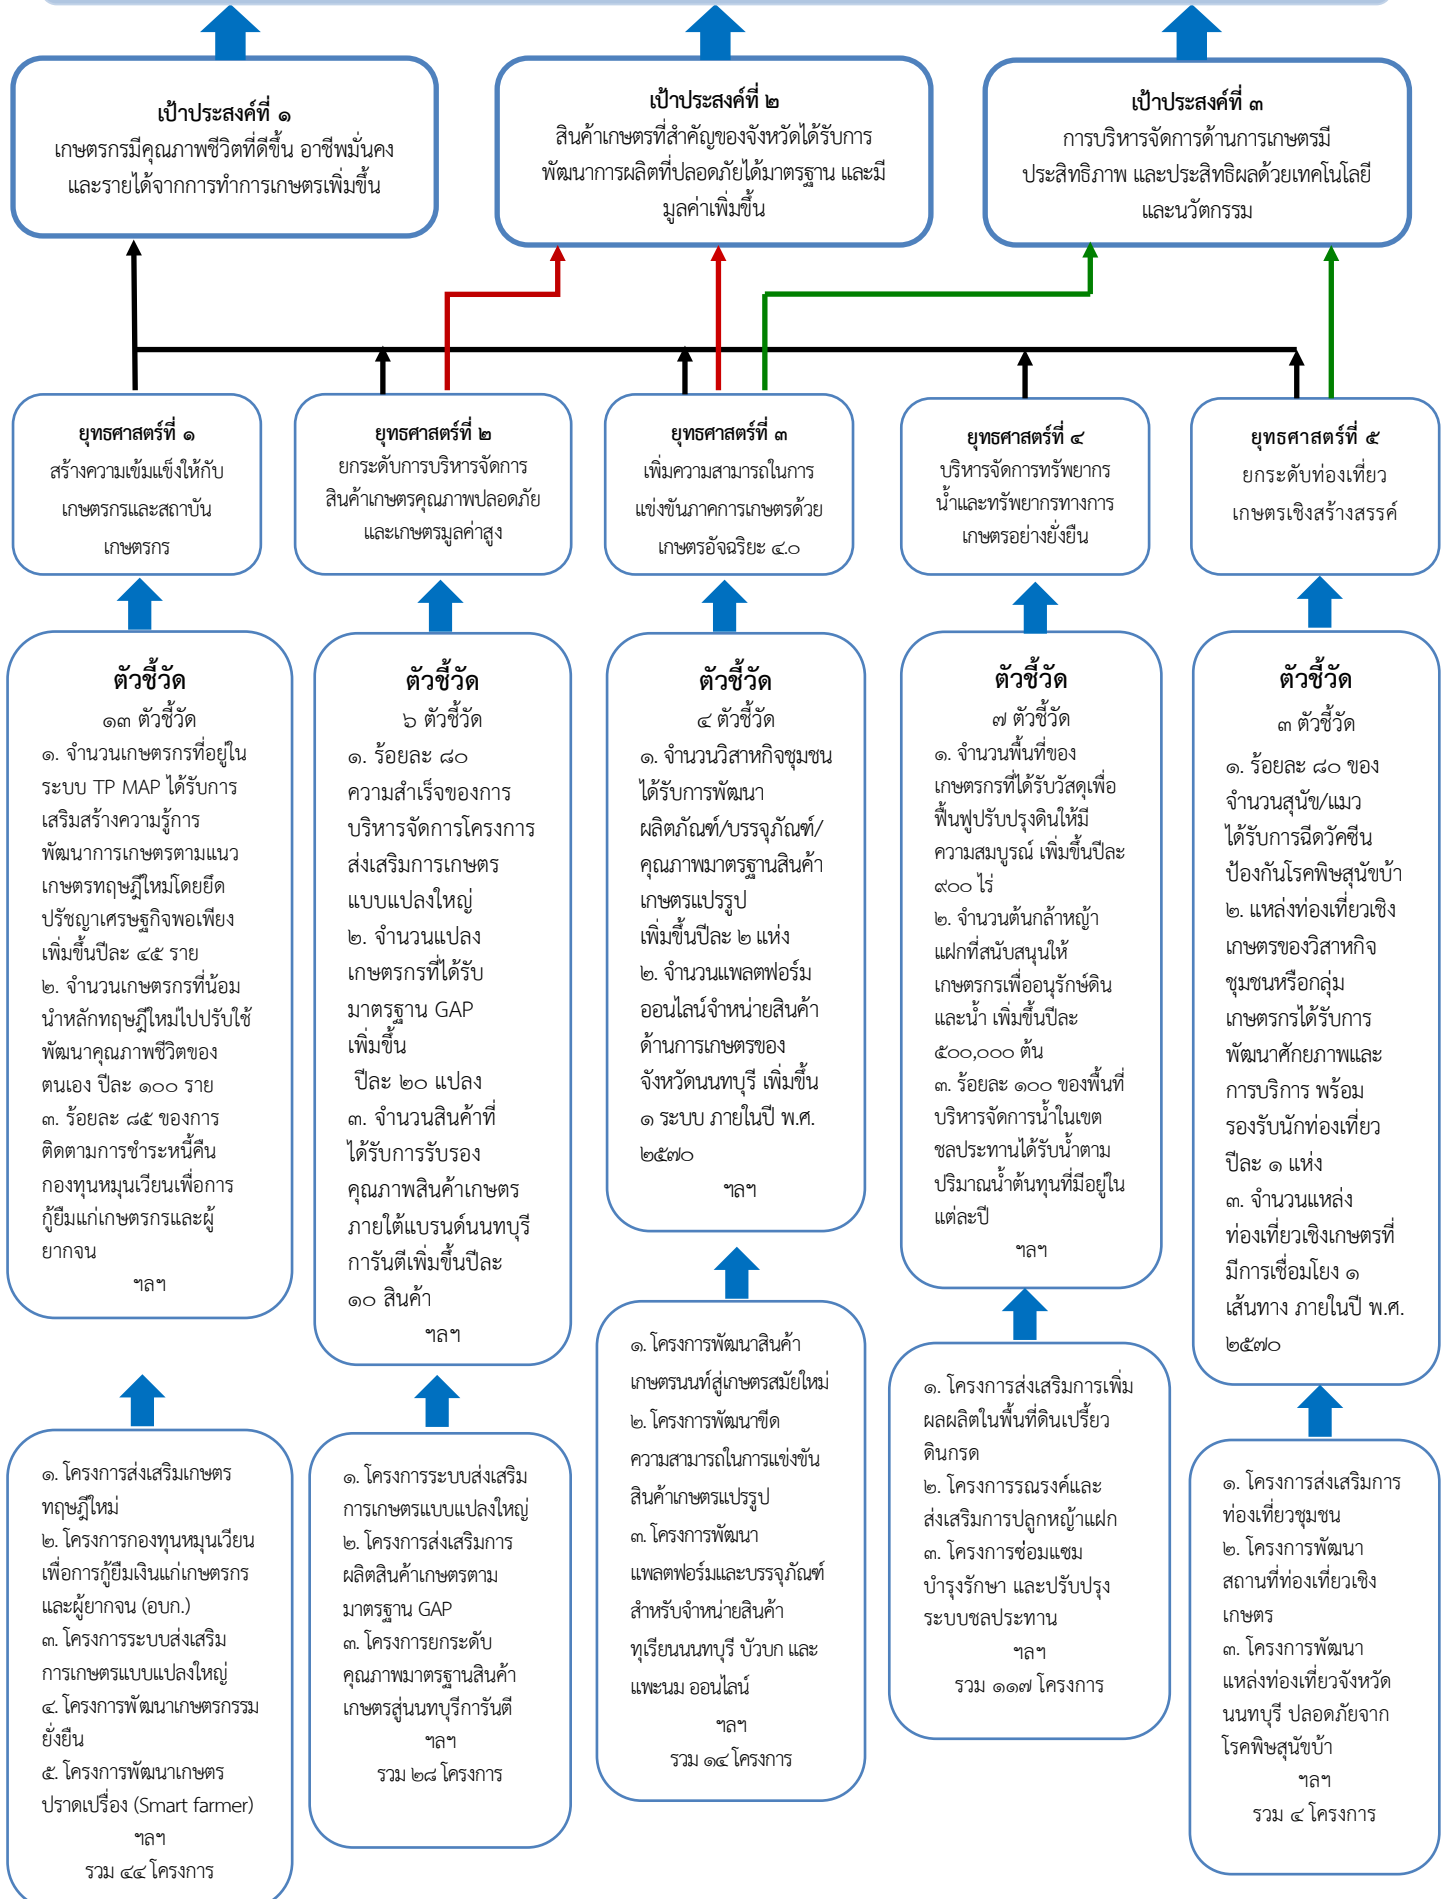 เป้าประสงค์ที่ ๑
เกษตรกรมีคุณภาพชีวิตที่ดีขึ้น อาชีพมั่นคง
และรายได้จากการทำการเกษตรเพิ่มขึ้น
เป้าประสงค์ที่ ๒
สินค้าเกษตรที่สำคัญของจังหวัดได้รับการ
พัฒนาการผลิตที่ปลอดภัยได้มาตรฐาน และมี
มูลค่าเพิ่มขึ้น
เป้าประสงค์ที่ ๓
การบริหารจัดการด้านการเกษตรมี
ประสิทธิภาพ และประสิทธิผลด้วยเทคโนโลยี
และนวัตกรรม
ยุทธศาสตร์ที่ ๑
สร้างความเข้มแข็งให้กับ
เกษตรกรและสถาบัน
เกษตรกร
ยุทธศาสตร์ที่ ๒
ยกระดับการบริหารจัดการ
สินค้าเกษตรคุณภาพปลอดภัย
และเกษตรมูลค่าสูง
ยุทธศาสตร์ที่ ๓
เพิ่มความสามารถในการ
แข่งขันภาคการเกษตรด้วย
เกษตรอัจฉริยะ ๔.๐
ยุทธศาสตร์ที่ ๔
บริหารจัดการทรัพยากร
น้ำและทรัพยากรทางการ
เกษตรอย่างยั่งยืน
ยุทธศาสตร์ที่ ๕
ยกระดับท่องเที่ยว
เกษตรเชิงสร้างสรรค์
ตัวชี้วัด
๑๓ ตัวชี้วัด
๑. จำนวนเกษตรกรที่อยู่ใน
ระบบ TP MAP ได้รับการ
เสริมสร้างความรู้การ
พัฒนาการเกษตรตามแนว
เกษตรทฤษฎีใหม่โดยยึด
ปรัชญาเศรษฐกิจพอเพียง
เพิ่มขึ้นปีละ ๔๕ ราย
๒. จำนวนเกษตรกรที่น้อม
นำหลักทฤษฎีใหม่ไปปรับใช้
พัฒนาคุณภาพชีวิตของ
ตนเอง ปีละ ๑๐๐ ราย
๓. ร้อยละ ๘๕ ของการ
ติดตามการชำระหนี้คืน
กองทุนหมุนเวียนเพื่อการ
กู้ยืมแก่เกษตรกรและผู้
ยากจน
ฯลฯ
ตัวชี้วัด
๖ ตัวชี้วัด
๑. ร้อยละ ๘๐
ความสำเร็จของการ
บริหารจัดการโครงการ
ส่งเสริมการเกษตร
แบบแปลงใหญ่
๒. จำนวนแปลง
เกษตรกรที่ได้รับ
มาตรฐาน GAP
เพิ่มขึ้น
ปีละ ๒๐ แปลง
๓. จำนวนสินค้าที่
ได้รับการรับรอง
คุณภาพสินค้าเกษตร
ภายใต้แบรนด์นนทบุรี
การันตีเพิ่มขึ้นปีละ
๑๐ สินค้า
ฯลฯ
ตัวชี้วัด
๔ ตัวชี้วัด
๑. จำนวนวิสาหกิจชุมชน
ได้รับการพัฒนา
ผลิตภัณฑ์/บรรจุภัณฑ์/
คุณภาพมาตรฐานสินค้า
เกษตรแปรรูป
เพิ่มขึ้นปีละ ๒ แห่ง
๒. จำนวนแพลตฟอร์ม
ออนไลน์จำหน่ายสินค้า
ด้านการเกษตรของ
จังหวัดนนทบุรี เพิ่มขึ้น
๑ ระบบ ภายในปี พ.ศ.
๒๕๗๐
ฯลฯ
ตัวชี้วัด
๗ ตัวชี้วัด
๑. จำนวนพื้นที่ของ
เกษตรกรที่ได้รับวัสดุเพื่อ
ฟื้นฟูปรับปรุงดินให้มี
ความสมบูรณ์ เพิ่มขึ้นปีละ
๙๐๐ ไร่
๒. จำนวนต้นกล้าหญ้า
แฝกที่สนับสนุนให้
เกษตรกรเพื่ออนุรักษ์ดิน
และน้ำ เพิ่มขึ้นปีละ
๕๐๐,๐๐๐ ต้น
๓. ร้อยละ ๑๐๐ ของพื้นที่
บริหารจัดการน้ำในเขต
ชลประทานได้รับน้ำตาม
ปริมาณน้ำต้นทุนที่มีอยู่ใน
แต่ละปี
ฯลฯ
ตัวชี้วัด
๓ ตัวชี้วัด
๑. ร้อยละ ๘๐ ของ
จำนวนสุนัข/แมว
ได้รับการฉีดวัคซีน
ป้องกันโรคพิษสุนัขบ้า
๒. แหล่งท่องเที่ยวเชิง
เกษตรของวิสาหกิจ
ชุมชนหรือกลุ่ม
เกษตรกรได้รับการ
พัฒนาศักยภาพและ
การบริการ พร้อม
รองรับนักท่องเที่ยว
ปีละ ๑ แห่ง
๓. จำนวนแหล่ง
ท่องเที่ยวเชิงเกษตรที่
มีการเชื่อมโยง ๑
เส้นทาง ภายในปี พ.ศ.
๒๕๗๐
๑. โครงการส่งเสริมเกษตร
ทฤษฎีใหม่
๒. โครงการกองทุนหมุนเวียน
เพื่อการกู้ยืมเงินแก่เกษตรกร
และผู้ยากจน (อบก.)
๓. โครงการระบบส่งเสริม
การเกษตรแบบแปลงใหญ่
๔. โครงการพัฒนาเกษตรกรรม
ยั่งยืน
๕. โครงการพัฒนาเกษตร
ปราดเปรื่อง (Smart farmer)
ฯลฯ
รวม ๔๔ โครงการ
๑. โครงการระบบส่งเสริม
การเกษตรแบบแปลงใหญ่
๒. โครงการส่งเสริมการ
ผลิตสินค้าเกษตรตาม
มาตรฐาน GAP
๓. โครงการยกระดับ
คุณภาพมาตรฐานสินค้า
เกษตรสู่นนทบุรีการันตี
ฯลฯ
รวม ๒๘ โครงการ
๑. โครงการพัฒนาสินค้า
เกษตรนนท์สู่เกษตรสมัยใหม่
๒. โครงการพัฒนาขีด
ความสามารถในการแข่งขัน
สินค้าเกษตรแปรรูป
๓. โครงการพัฒนา
แพลตฟอร์มและบรรจุภัณฑ์
สำหรับจำหน่ายสินค้า
ทุเรียนนนทบุรี บัวบก และ
แพะนม ออนไลน์
ฯลฯ
รวม ๑๔ โครงการ
๑. โครงการส่งเสริมการเพิ่ม
ผลผลิตในพื้นที่ดินเปรี้ยว
ดินกรด
๒. โครงการรณรงค์และ
ส่งเสริมการปลูกหญ้าแฝก
๓. โครงการซ่อมแซม
บำรุงรักษา และปรับปรุง
ระบบชลประทาน
ฯลฯ
รวม ๑๑๗ โครงการ
๑. โครงการส่งเสริมการ
ท่องเที่ยวชุมชน
๒. โครงการพัฒนา
สถานที่ท่องเที่ยวเชิง
เกษตร
๓. โครงการพัฒนา
แหล่งท่องเที่ยวจังหวัด
นนทบุรี ปลอดภัยจาก
โรคพิษสุนัขบ้า
ฯลฯ
รวม ๔ โครงการ